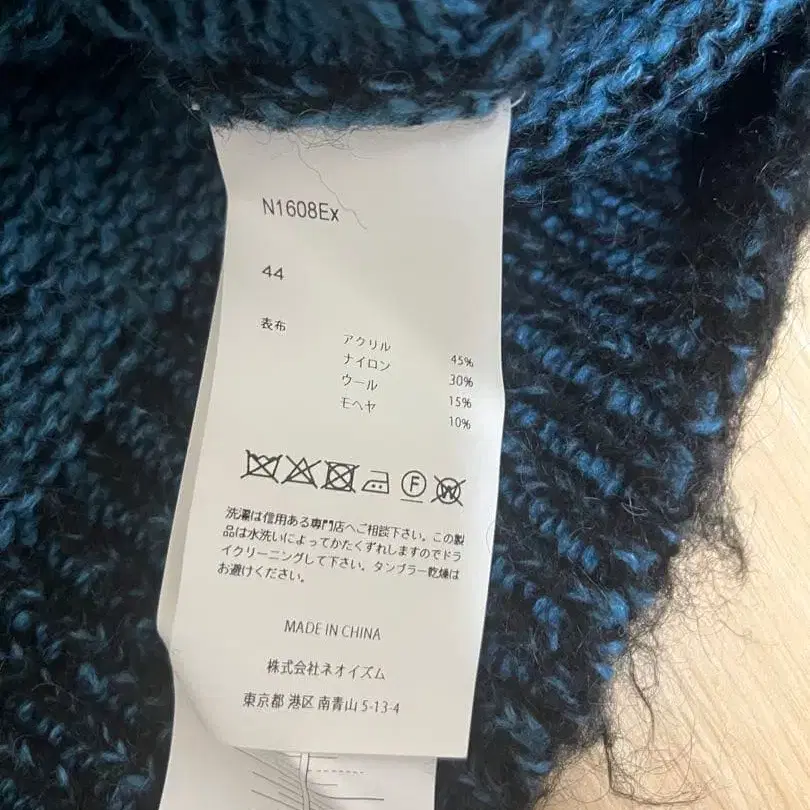 N1608Ex
44
表布
アクリル 45%
ナイロン 30%
ウール 15%
モヘヤ 10%
F
W
洗濯は信用ある専門店へご相談下さい。この製
品は水洗いによってかたくずれしますのでドラ
イクリーニングして下さい。タンブラー乾燥は
お避けください。
MADE IN CHINA
株式会社ネオイズム
東京都 港区 南青山 5-13-4